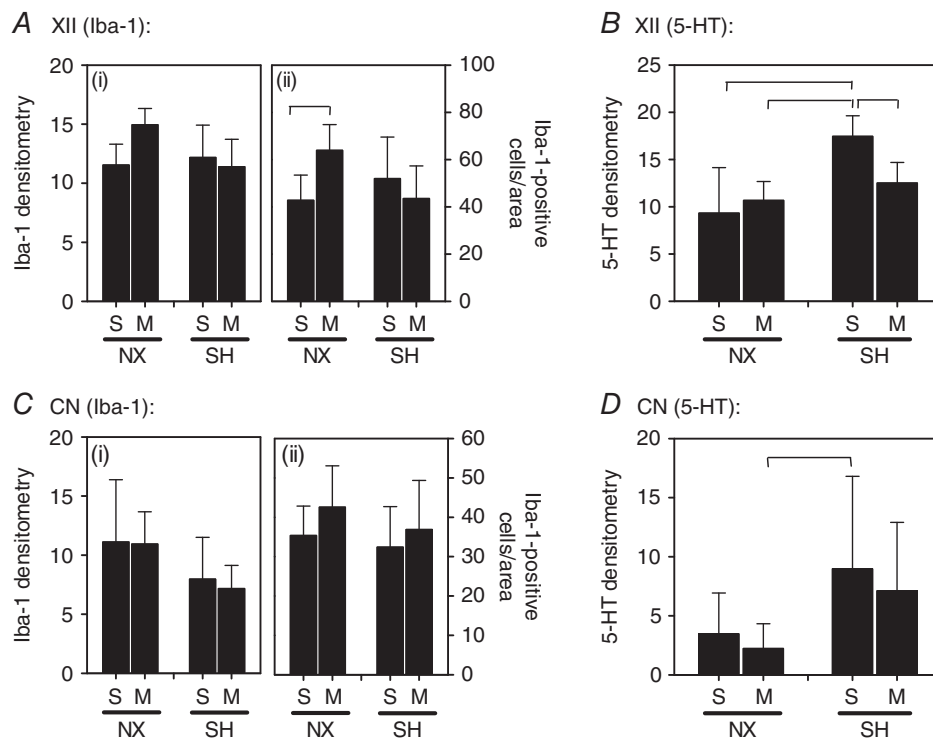 A XII (Iba-1):
(i)
(ii)
Iba-1 densitometry
20
15
10
5
0
100
80
60
40
20
0
Iba-1-positive
cells/area
S M S M
NX SH
S M S M
NX SH
B XII (5-HT):
5-HT densitometry
25
20
15
10
5
0
S M S M
NX SH
C CN (Iba-1):
(i)
(ii)
Iba-1 densitometry
20
15
10
5
0
60
50
40
30
20
10
0
Iba-1-positive
cells/area
S M S M
NX SH
S M S M
NX SH
D CN (5-HT):
5-HT densitometry
20
15
10
5
0
S M S M
NX SH